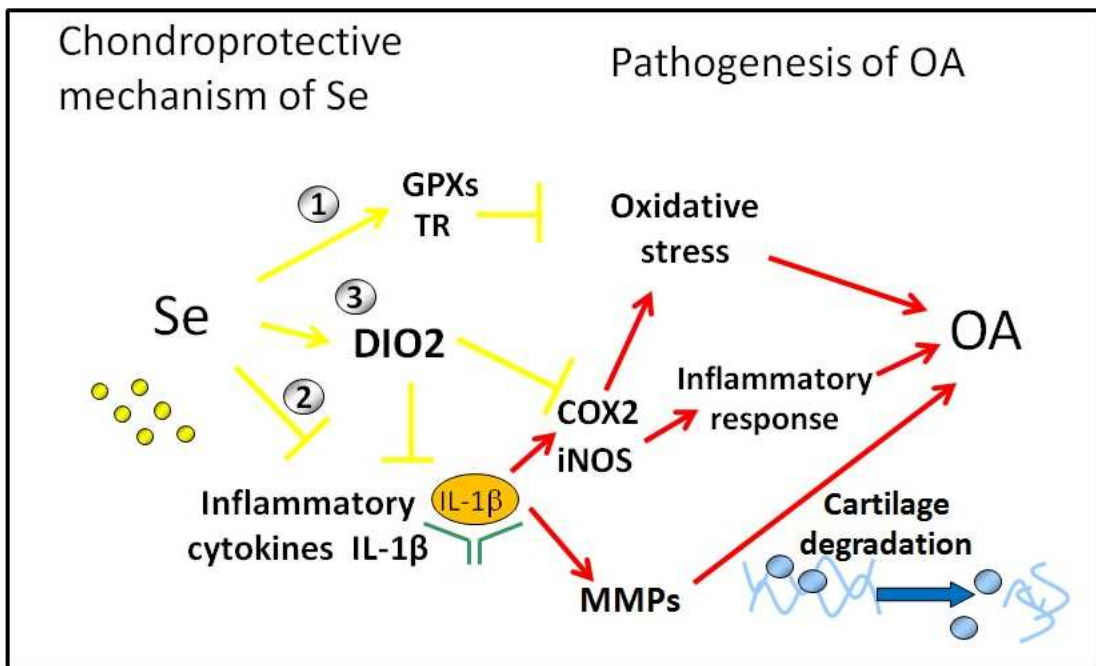 Chondroprotective
mechanism of Se
Pathogenesis of OA
GPXs
TR
1
Oxidative
stress
Se
3
DIO2
OA
2
Inflammatory
response
COX2
iNOS
Inflammatory
cytokines IL-1β
IL-1β
Cartilage
degradation
MMPs